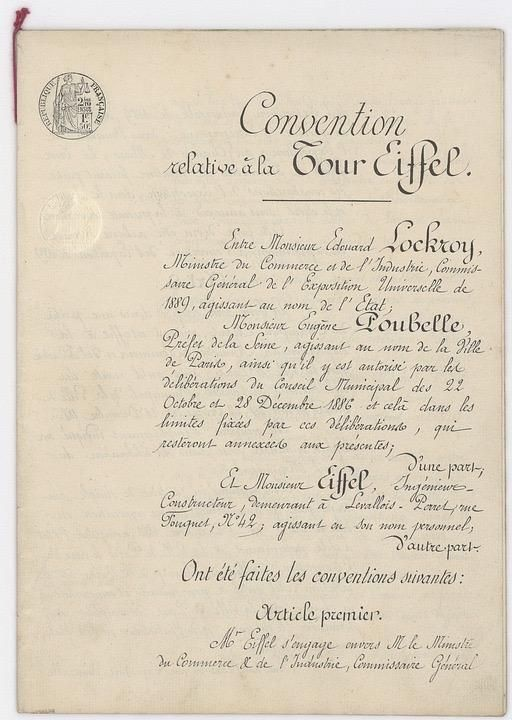 RÉPUBLIQUE FRANÇAISE
Convention
relative à la Tour Eiffel.
Entre Monsieur Edouard Lockroy,
Ministre du Commerce et de l'Industrie, Commis-
saire Général de l'Exposition Universelle de
1889, agissant au nom de l'Etat;
Monsieur Eugène Poubelle,
Préfet de la Seine, agissant au nom de la Ville
de Paris, ainsi qu'il y est autorisé par les
délibérations du Conseil Municipal des 22
Octobre et 28 Décembre 1886 et celà dans les
limites fixées par ces délibérations, qui
resteront annexées aux présentes;
D'une part;
Et Monsieur Eiffel, Ingénieur-
Constructeur, demeurant à Levallois-Perret, rue
Fouquet, N° 42; agissant en son nom personnel;
D'autre part.
Ont été faites les conventions suivantes:
Article premier.
Mr Eiffel s'engage envers M le Ministre
du Commerce & de l'Industrie, Commissaire Général